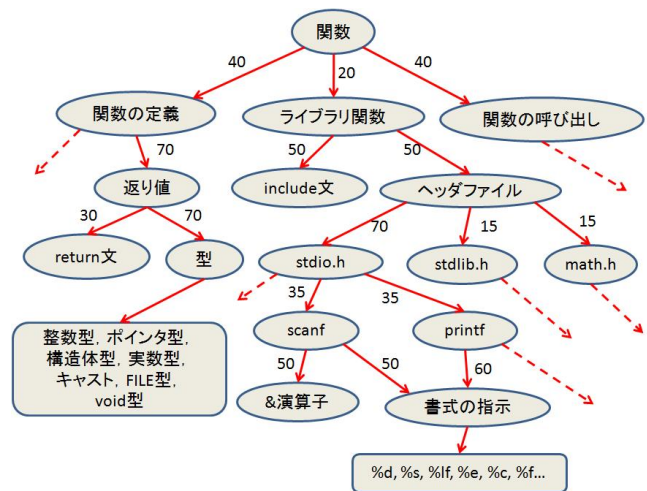 関数
40
20
40
関数の定義
ライブラリ関数
関数の呼び出し
70
50
50
返り値
include文
ヘッダファイル
30
70
70
15
15
return文
型
stdio.h
stdlib.h
math.h
35
35
整数型, ポインタ型,
構造体型, 実数型,
キャスト, FILE型,
void型
scanf
printf
50
50
60
&演算子
書式の指示
%d, %s, %lf, %e, %c, %f...